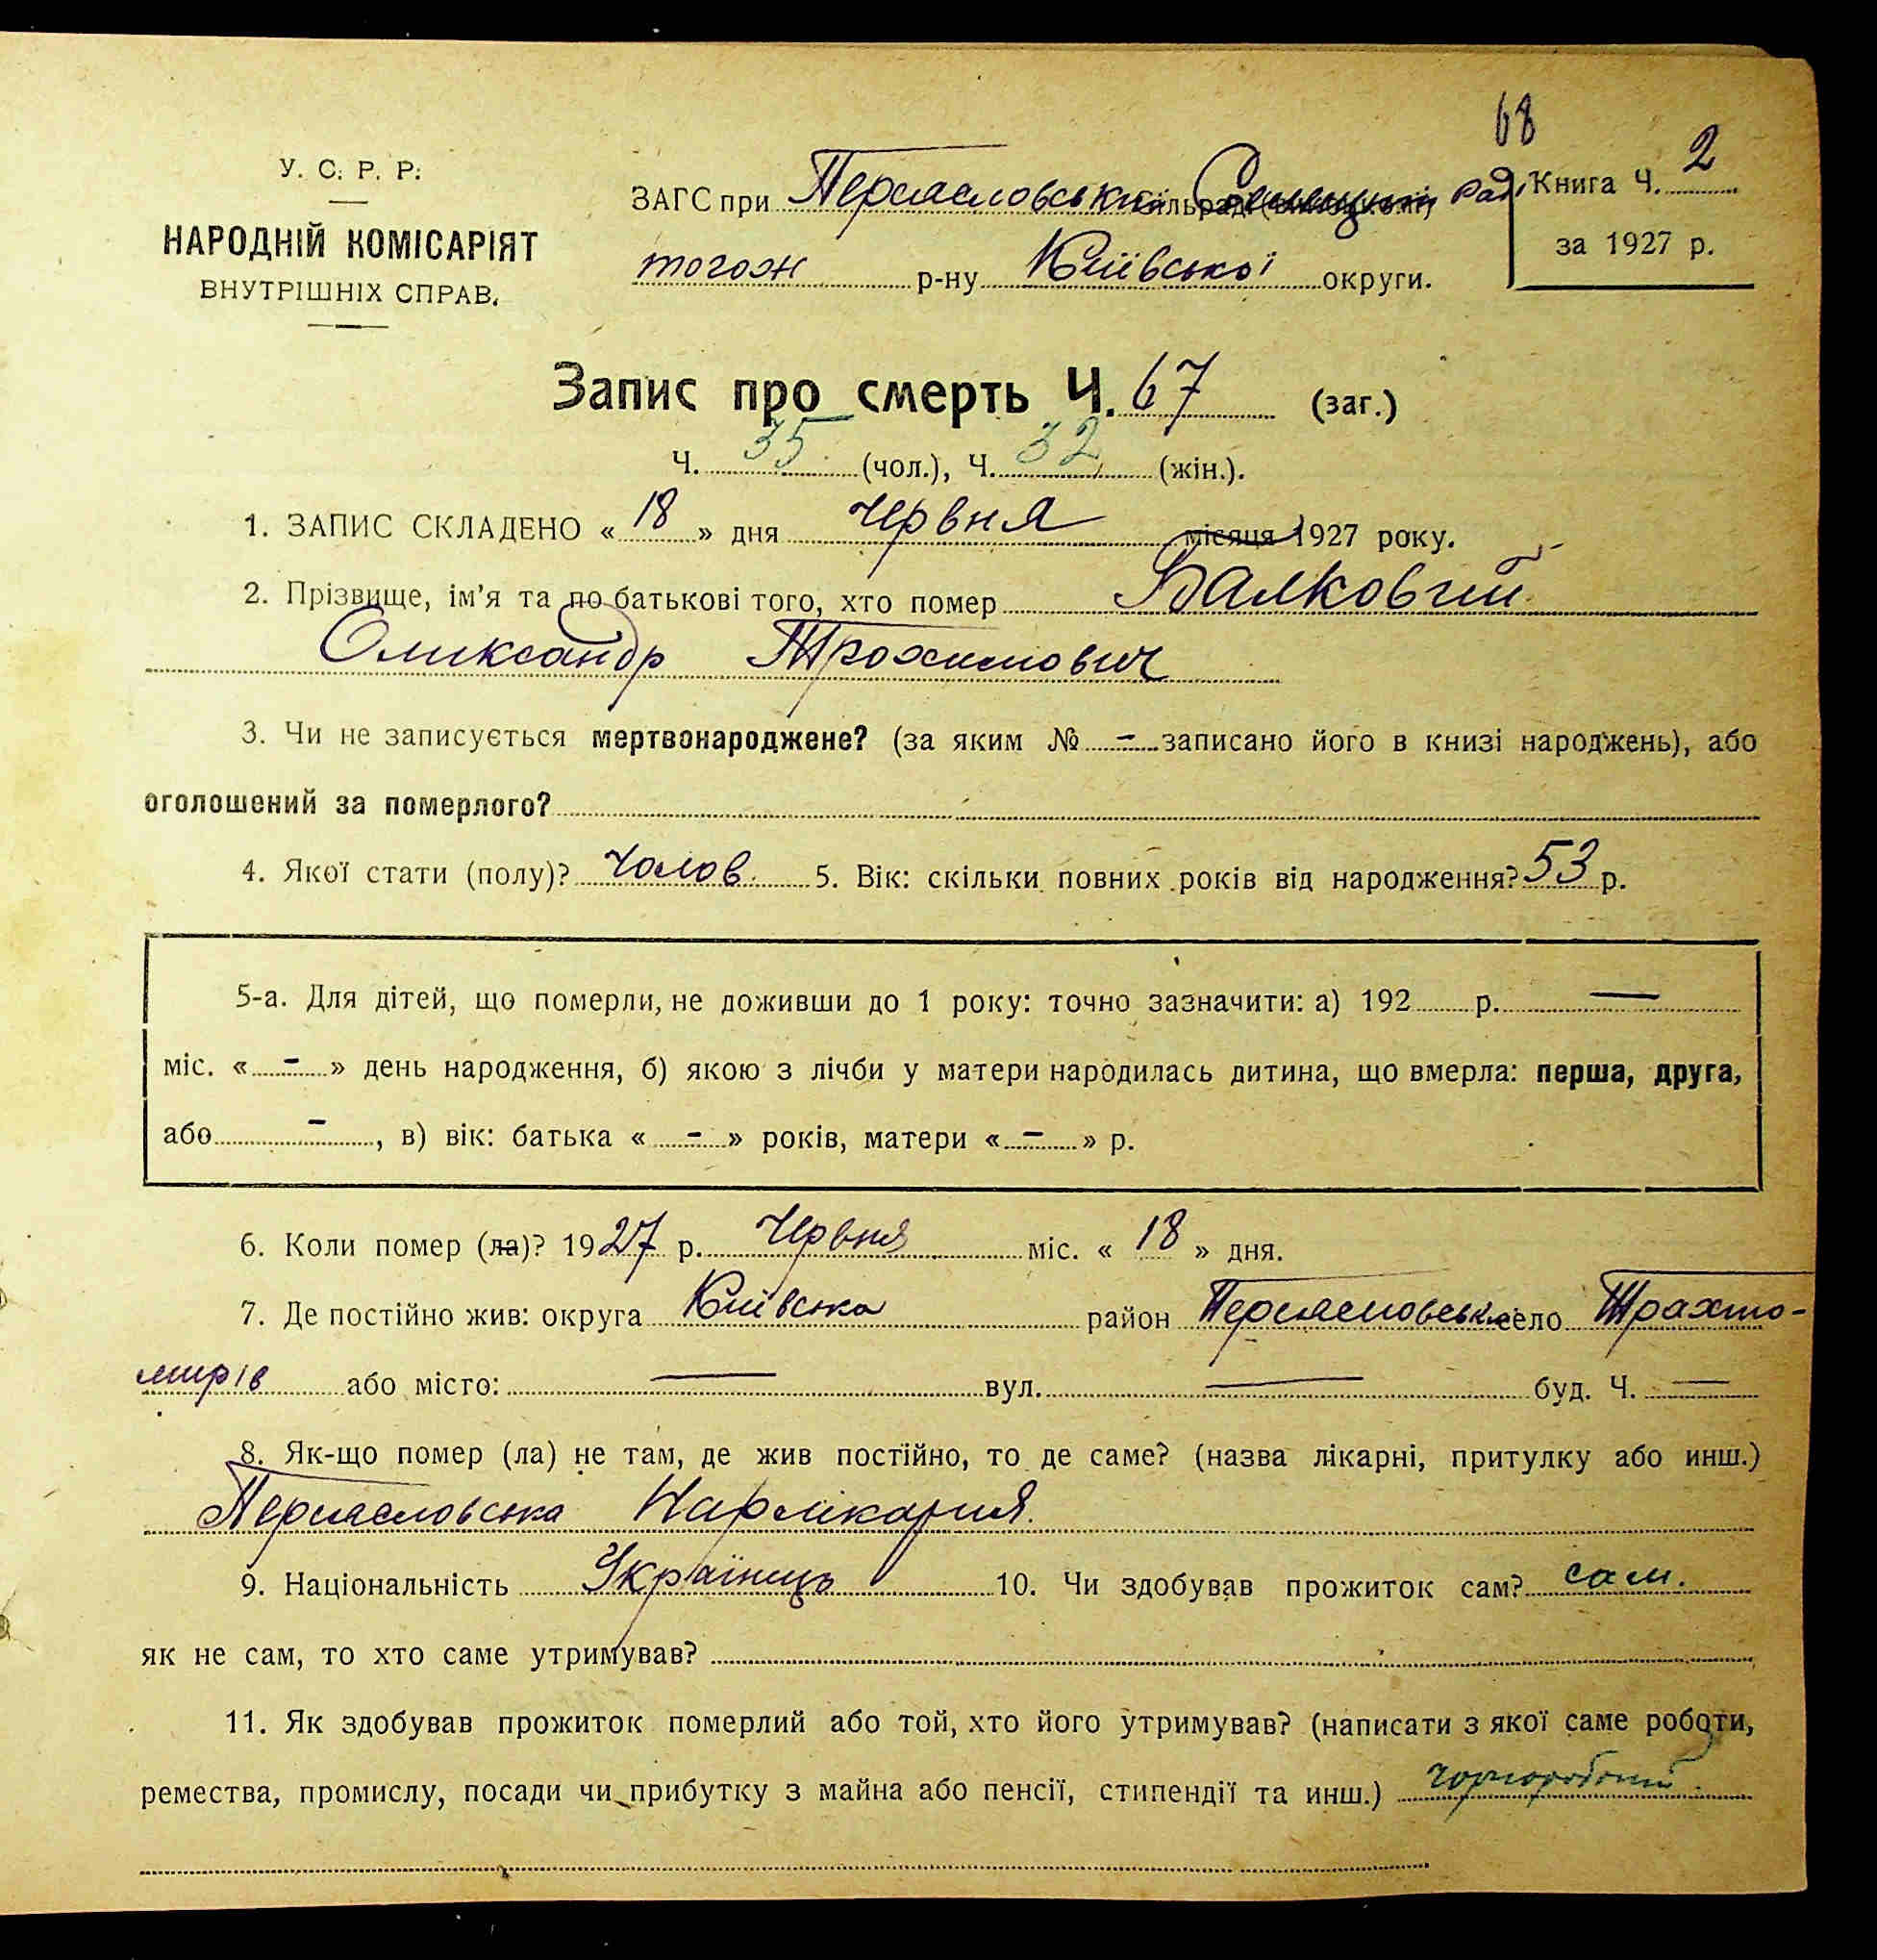 68
У. С. Р. Р.
НАРОДНІЙ КОМІСАРІЯТ
ВНУТРІШНІХ СПРАВ.
ЗАГС при Переясловській Селищній Раді
Книга Ч. 2
за 1927 р.
тогож р-ну Київської округи.
Запис про смерть Ч. 67 (заг.)
Ч. 35 (чол.), Ч. 32 (жін.).
1. ЗАПИС СКЛАДЕНО « 18 » дня Червня місяця 1927 року.
2. Прізвище, ім'я та по батькові того, хто помер Балковий
Олександр Трохимович
3. Чи не записується мертвонароджене? (за яким № - записано його в книзі народжень), або
оголошений за померлого?
4. Якої стати (полу)? Чолов. 5. Вік: скільки повних років від народження? 53 р.
5-а. Для дітей, що померли, не доживши до 1 року: точно зазначити: а) 192 р. —
міс. « - » день народження, б) якою з лічби у матери народилась дитина, що вмерла: перша, друга,
або -, в) вік: батька « - » років, матери « - » р.
6. Коли помер (ла)? 1927 р. Червня міс. « 18 » дня.
7. Де постійно жив: округа Київська район Переясловськ село Трахто-
мирів або місто: — вул. — буд. Ч. —
8. Як-що помер (ла) не там, де жив постійно, то де саме? (назва лікарні, притулку або инш.)
Переясловська Нарлікарня.
9. Національність Українець 10. Чи здобував прожиток сам? сам.
як не сам, то хто саме утримував?
11. Як здобував прожиток померлий або той, хто його утримував? (написати з якої саме роботи,
ремества, промислу, посади чи прибутку з майна або пенсії, стипендії та инш.) Чорноробочий.